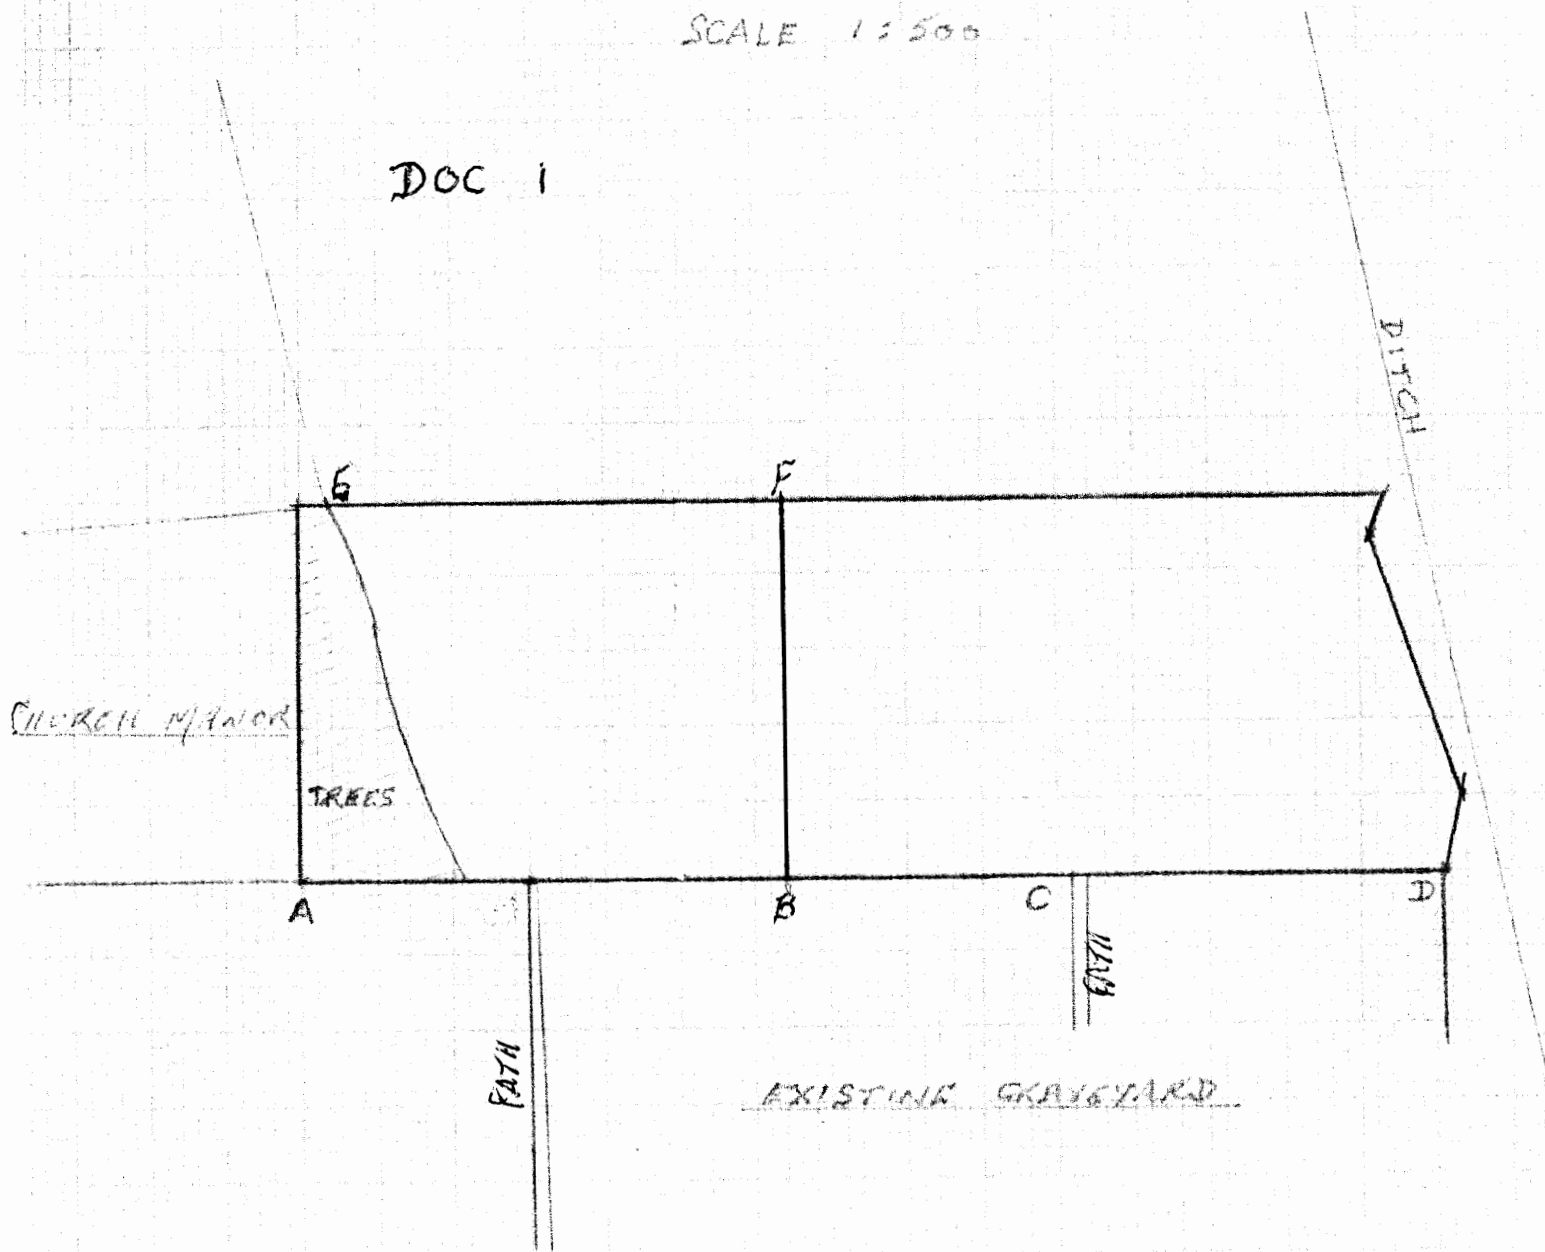 SCALE 1:500
DOC 1
DITCH
E
F
CHURCH MANOR
TREES
A
B
C
D
PATH
PATH
EXISTING GRAVEYARD